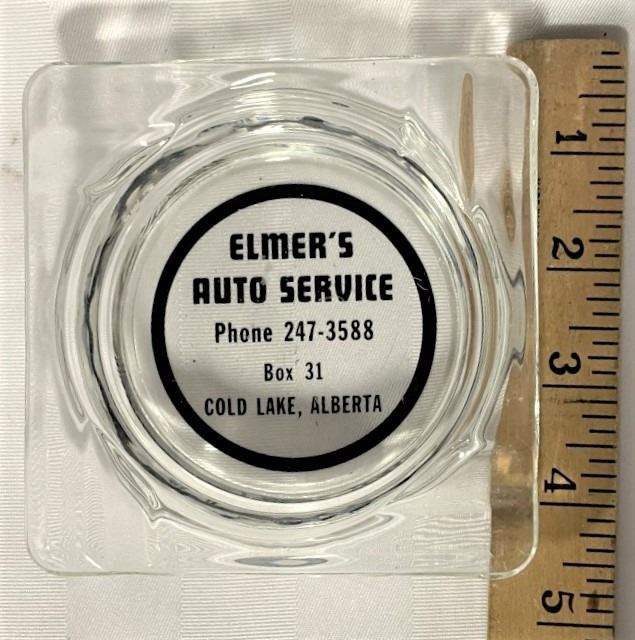 ELMER'S
AUTO SERVICE
Phone 247-3588
Box 31
COLD LAKE, ALBERTA
1
2
3
4
5